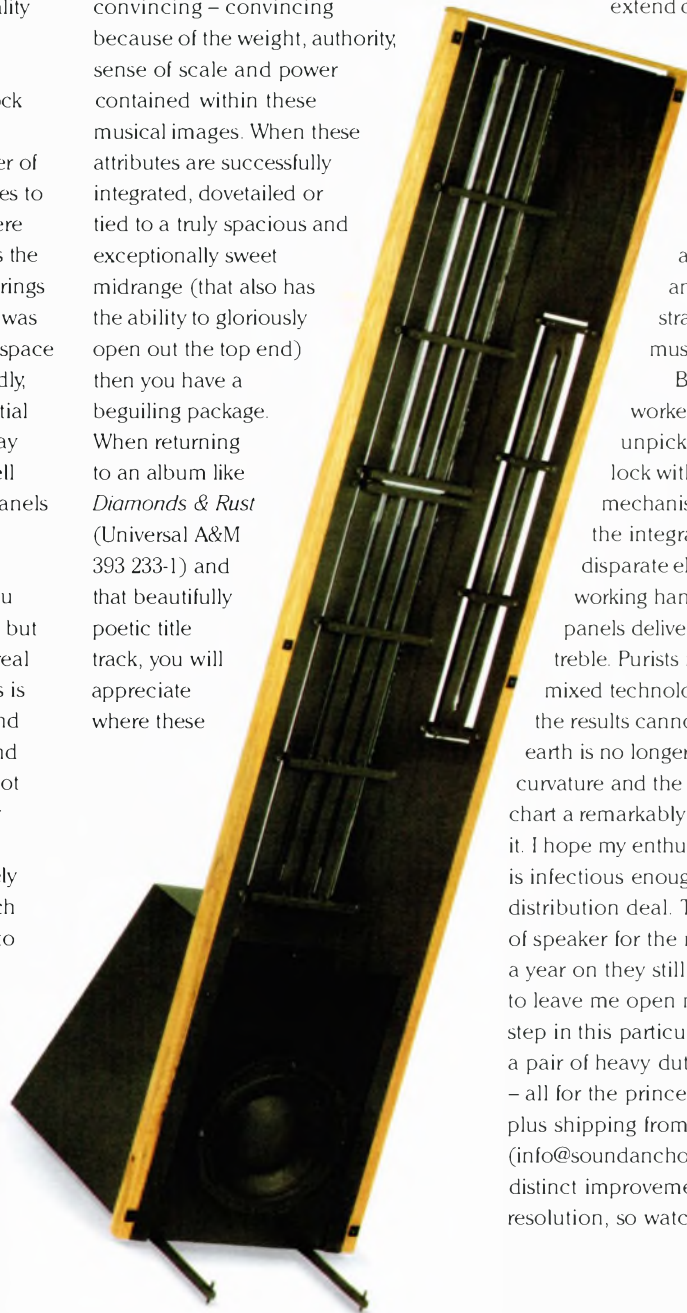 lity
ock
er of
es to
ere
s the
rings
was
space
dly,
tial
ay
ell
anels
u
but
real
s is
nd
nd
ot
ely
ch
to
convincing – convincing
because of the weight, authority,
sense of scale and power
contained within these
musical images. When these
attributes are successfully
integrated, dovetailed or
tied to a truly spacious and
exceptionally sweet
midrange (that also has
the ability to gloriously
open out the top end)
then you have a
beguiling package.
When returning
to an album like
Diamonds & Rust
(Universal A&M
393 233-1) and
that beautifully
poetic title
track, you will
appreciate
where these
extend
a
an
stra
mus
B
worke
unpick
lock with
mechanis
the integra
disparate el
working han
panels delive
treble. Purists
mixed technolo
the results canno
earth is no longer
curvature and the
chart a remarkably
it. I hope my enthu
is infectious enoug
distribution deal. T
of speaker for the
a year on they still
to leave me open
step in this particu
a pair of heavy dut
– all for the prince
plus shipping from
(info@soundancho
distinct improveme
resolution, so watc